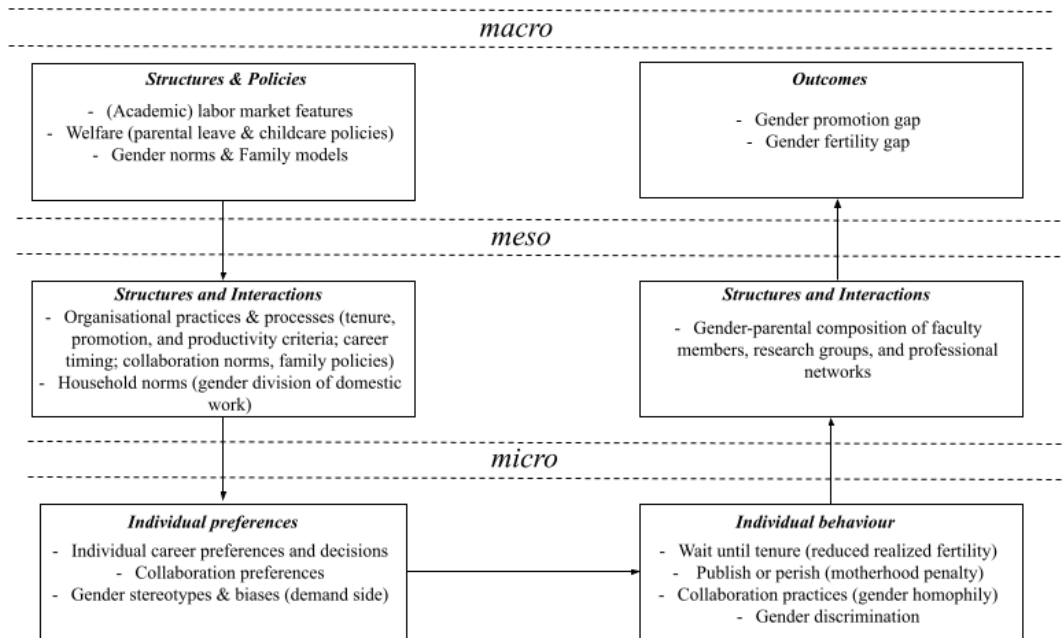 macro
Structures & Policies
- (Academic) labor market features
- Welfare (parental leave & childcare policies)
- Gender norms & Family models
Outcomes
- Gender promotion gap
- Gender fertility gap
meso
Structures and Interactions
- Organisational practices & processes (tenure,
promotion, and productivity criteria; career
timing; collaboration norms, family policies)
- Household norms (gender division of domestic
work)
Structures and Interactions
- Gender-parental composition of faculty
members, research groups, and professional
networks
micro
Individual preferences
- Individual career preferences and decisions
- Collaboration preferences
- Gender stereotypes & biases (demand side)
Individual behaviour
- Wait until tenure (reduced realized fertility)
- Publish or perish (motherhood penalty)
- Collaboration practices (gender homophily)
- Gender discrimination